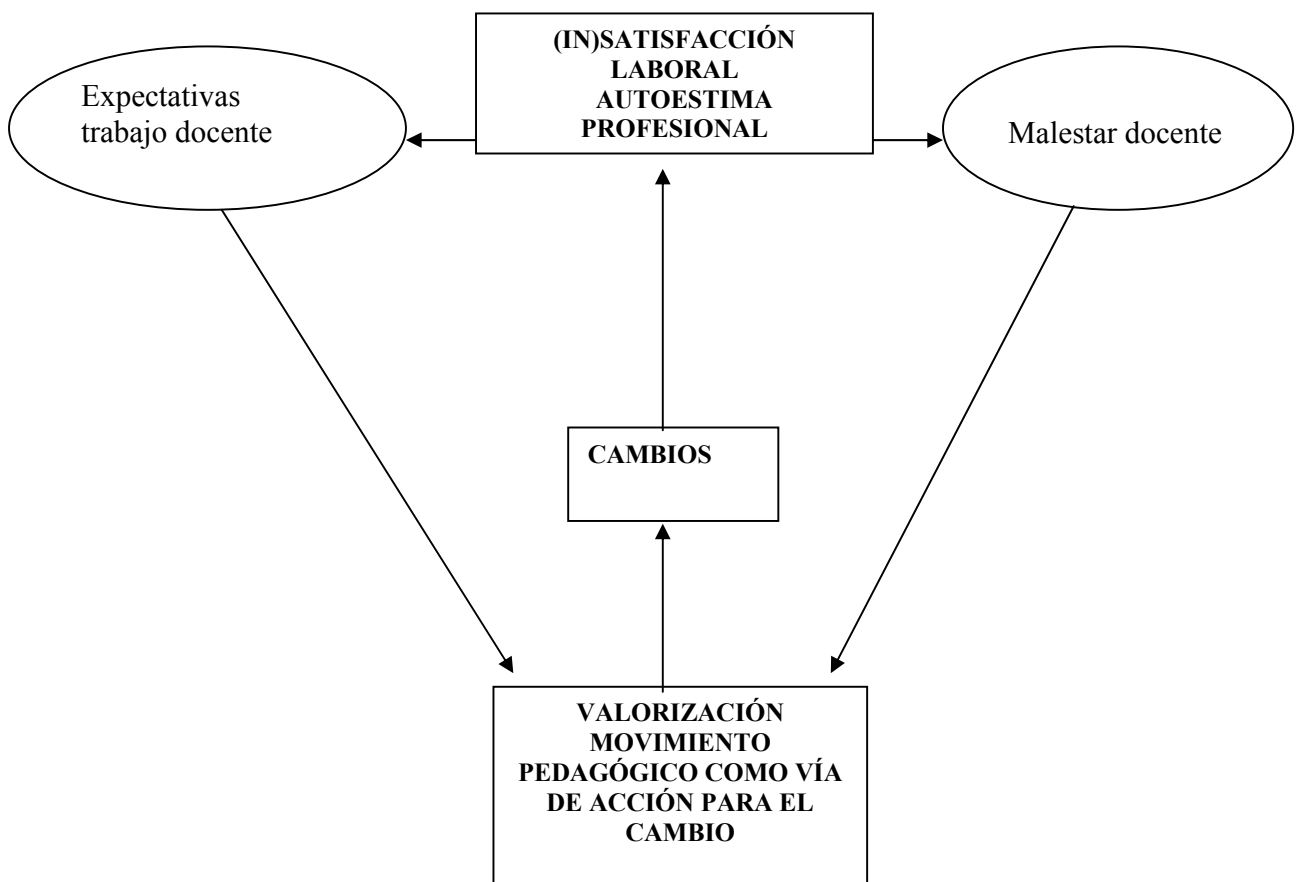 (IN)SATISFACCIÓN
LABORAL
AUTOESTIMA
PROFESIONAL
Expectativas
trabajo docente
Malestar docente
CAMBIOS
VALORIZACIÓN
MOVIMIENTO
PEDAGÓGICO COMO VÍA
DE ACCIÓN PARA EL
CAMBIO